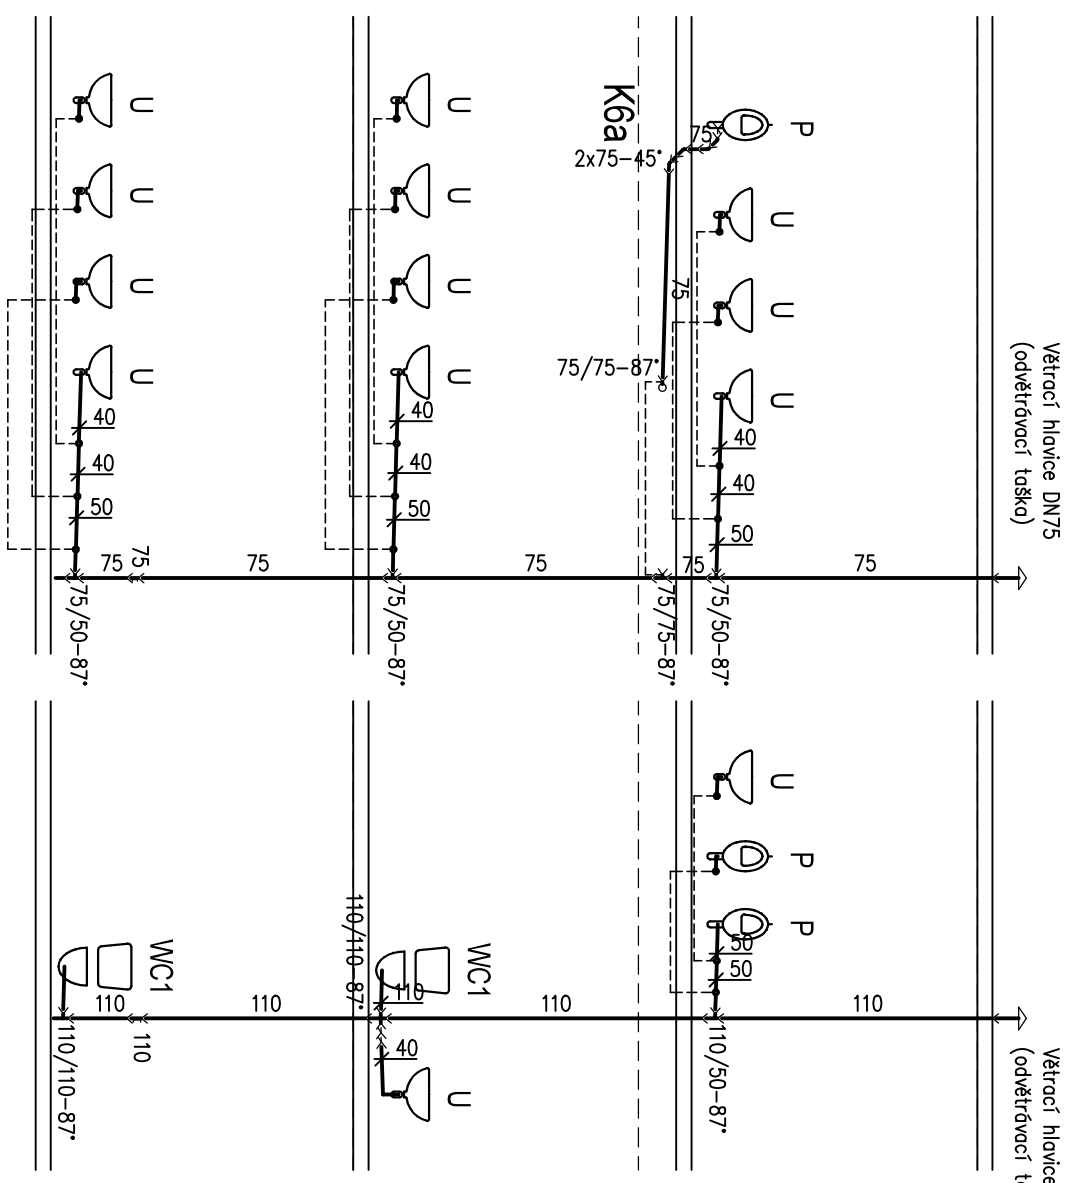 Větrací hlavice DN75
(odvětrávací taška)
P
U
U
U
K6a
75
2x75-45°
75
75/75-87°
40
40
50
75
75
75/50-87°
75/75-87°
75
U
U
U
U
40
40
50
75/50-87°
75
U
U
U
U
40
40
50
75
75
75/50-87°
Větrací hlavice
(odvětrávací
U
P
P
50
50
110
110/50-87°
110
WC1
110/110-87°
110
40
U
110
WC1
110
110
110/110-87°